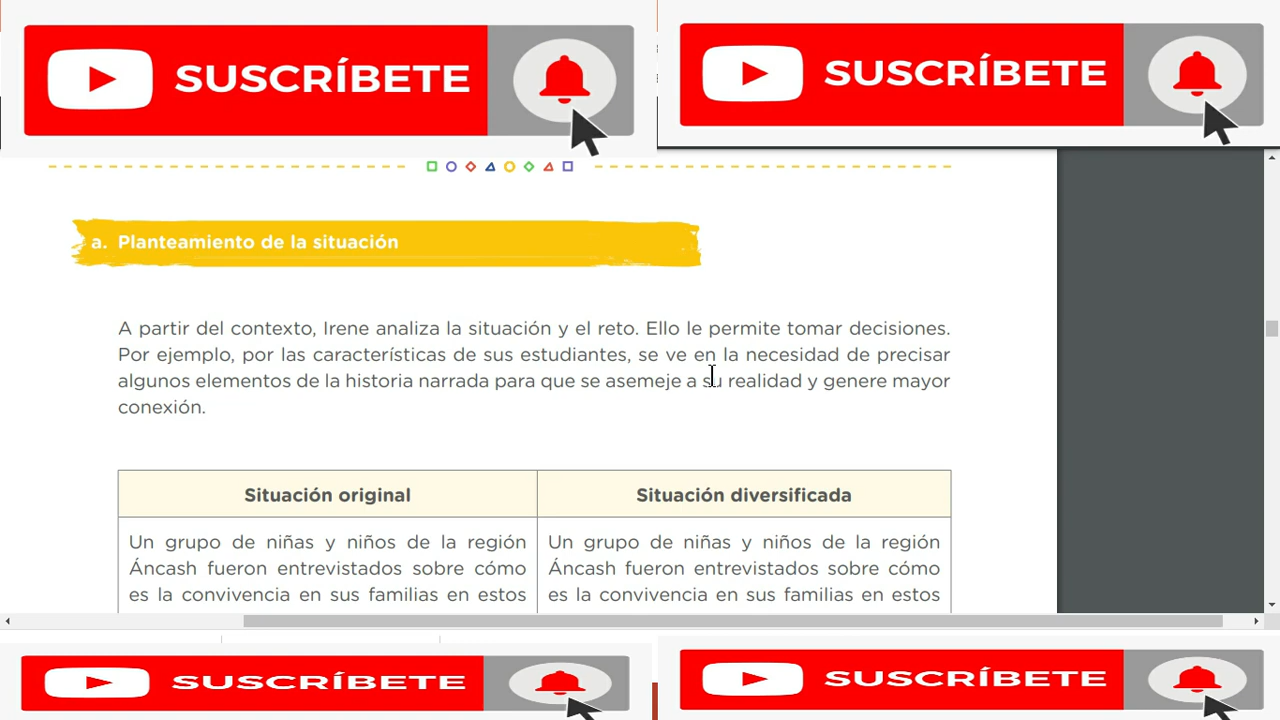 SUSCRÍBETE
SUSCRÍBETE
a. Planteamiento de la situación
A partir del contexto, Irene analiza la situación y el reto. Ello le permite tomar decisiones.
Por ejemplo, por las características de sus estudiantes, se ve en la necesidad de precisar
algunos elementos de la historia narrada para que se asemeje a su realidad y genere mayor
conexión.
Situación original
Situación diversificada
Un grupo de niñas y niños de la región
Áncash fueron entrevistados sobre cómo
es la convivencia en sus familias en estos
Un grupo de niñas y niños de la región
Áncash fueron entrevistados sobre cómo
es la convivencia en sus familias en estos
SUSCRÍBETE
SUSCRÍBETE